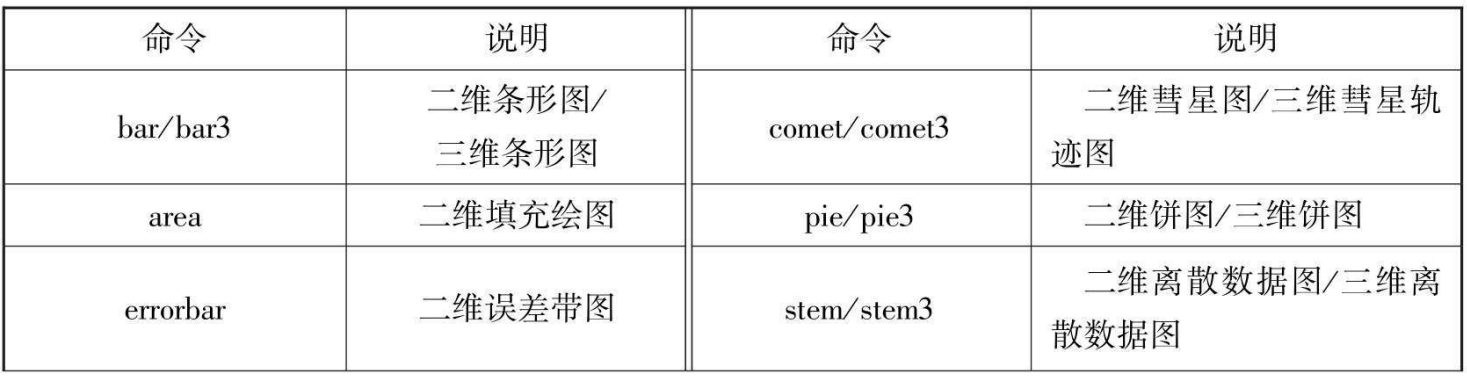 命令 说明 命令 说明
bar/bar3 二维条形图/ comet/comet3 二维彗星图/三维彗星轨
三维条形图 迹图
area 二维填充绘图 pie/pie3 二维饼图/三维饼图
errorbar 二维误差带图 stem/stem3 二维离散数据图/三维离
散数据图